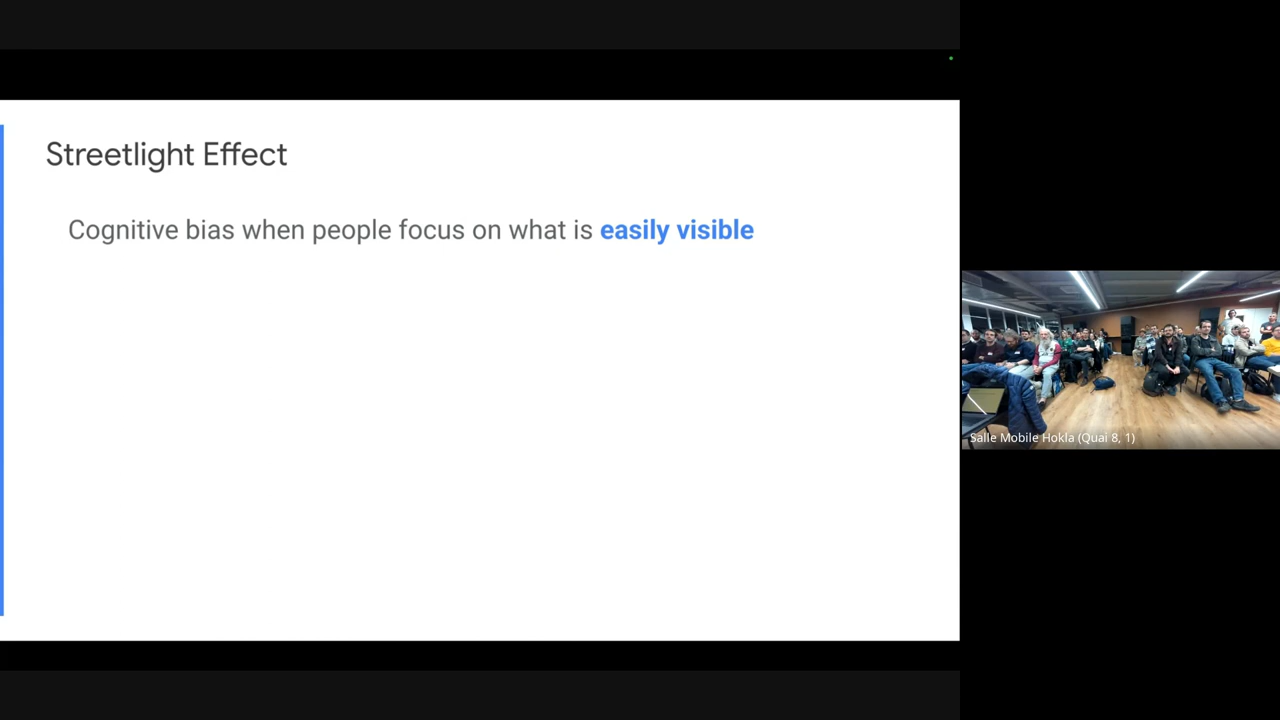 Streetlight Effect
Cognitive bias when people focus on what is easily visible
Salle Mobile Hokla (Quai 8, 1)